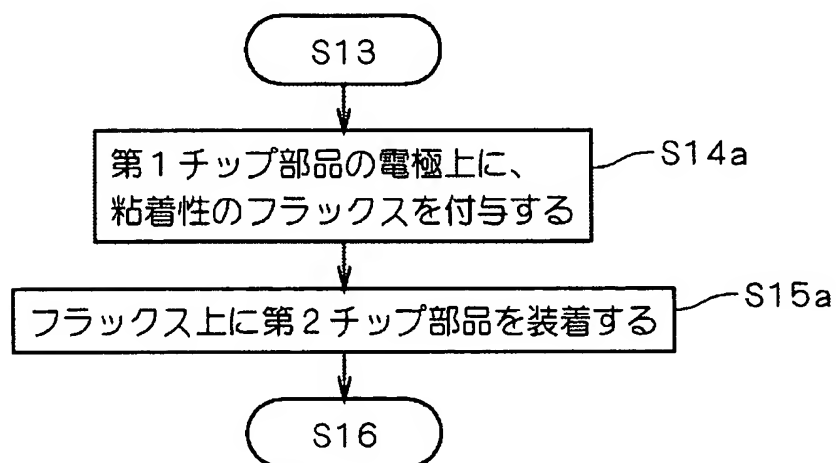 S13
第1チップ部品の電極上に、
粘着性のフラックスを付与する
S14a
フラックス上に第2チップ部品を装着する
S15a
S16